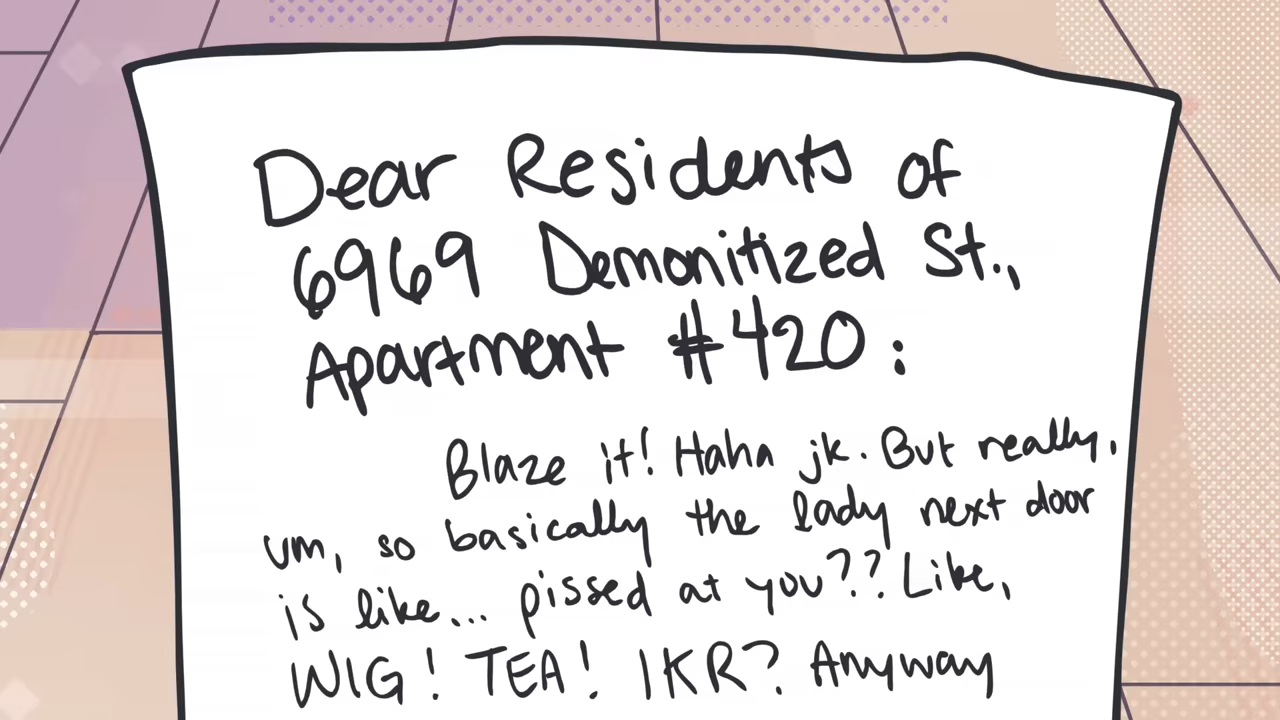 Dear Residents of
6969 Demonitized St.,
Apartment #420:
Blaze it! Haha jk. But really,
um, so basically the lady next door
is like... pissed at you?? Like,
WIG! TEA! IKR? Anyway